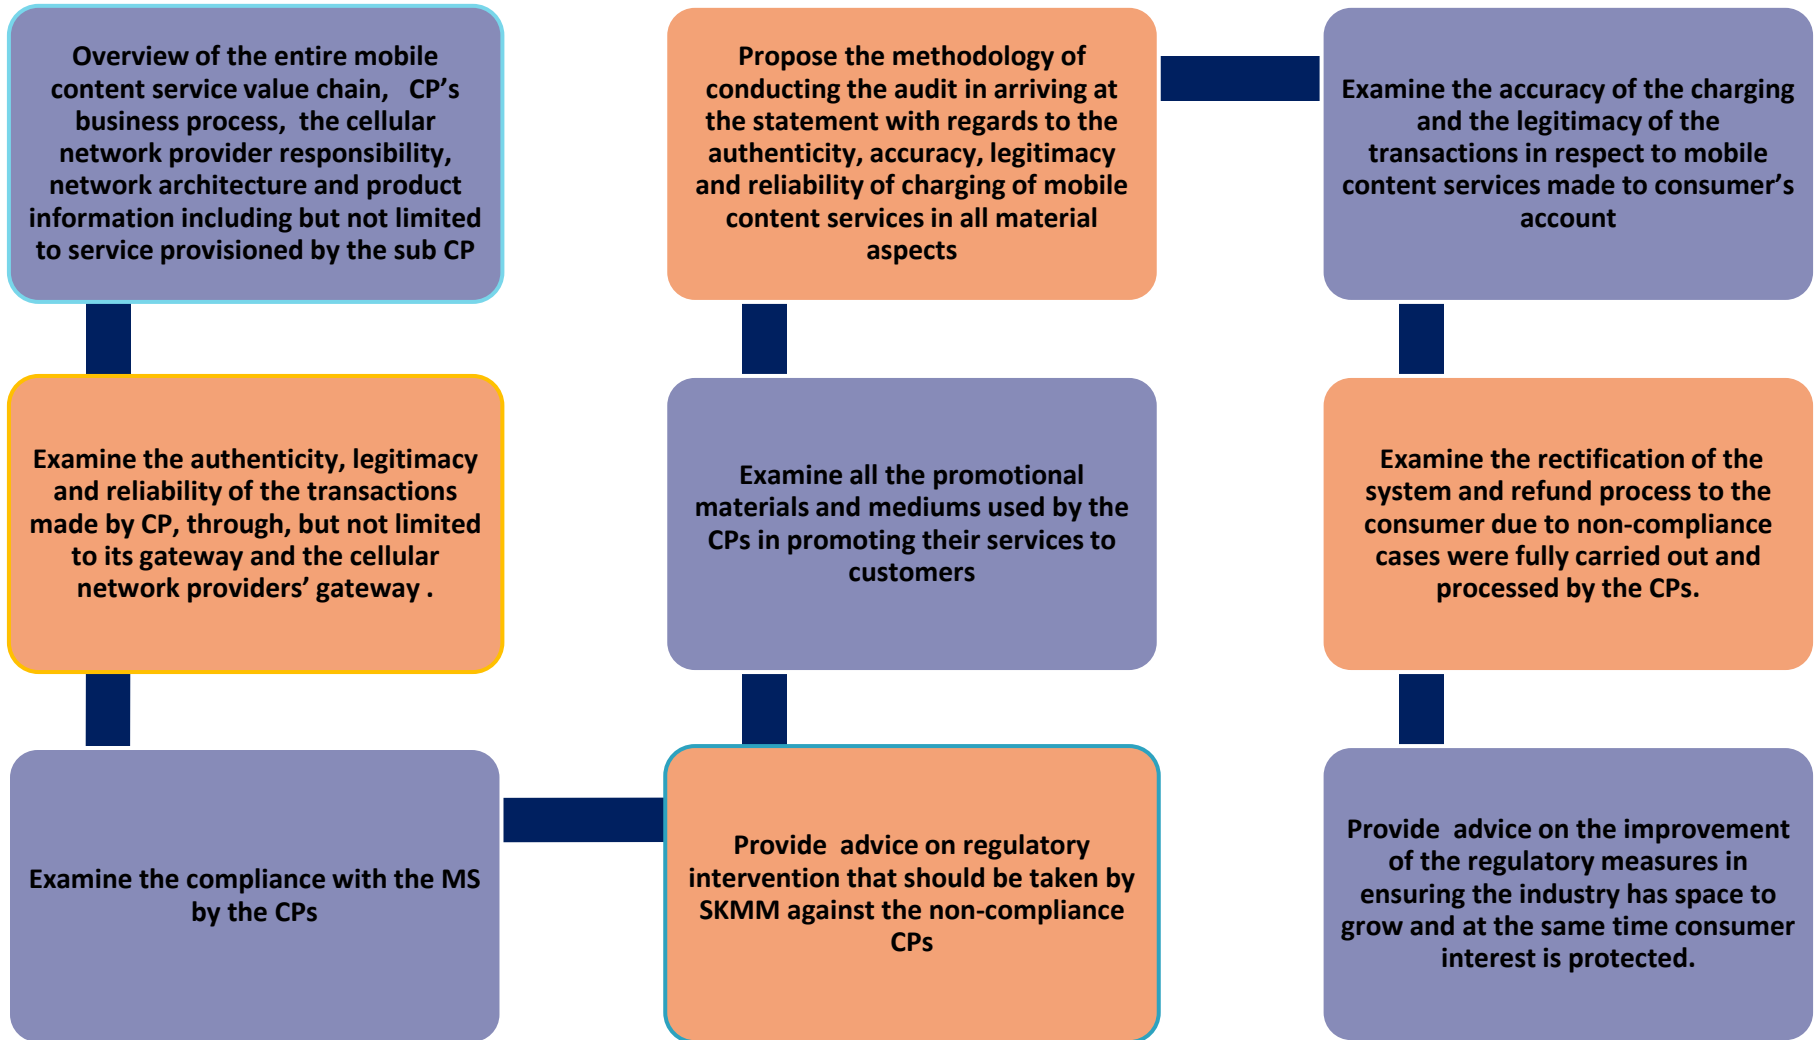 Overview of the entire mobile
content service value chain, CP’s
business process, the cellular
network provider responsibility,
network architecture and product
information including but not limited
to service provisioned by the sub CP
Examine the authenticity, legitimacy
and reliability of the transactions
made by CP, through, but not limited
to its gateway and the cellular
network providers’ gateway .
Examine the compliance with the MS
by the CPs
Provide advice on regulatory
intervention that should be taken by
SKMM against the non-compliance
CPs
Examine all the promotional
materials and mediums used by the
CPs in promoting their services to
customers
Propose the methodology of
conducting the audit in arriving at
the statement with regards to the
authenticity, accuracy, legitimacy
and reliability of charging of mobile
content services in all material
aspects
Examine the accuracy of the charging
and the legitimacy of the
transactions in respect to mobile
content services made to consumer’s
account
Examine the rectification of the
system and refund process to the
consumer due to non-compliance
cases were fully carried out and
processed by the CPs.
Provide advice on the improvement
of the regulatory measures in
ensuring the industry has space to
grow and at the same time consumer
interest is protected.